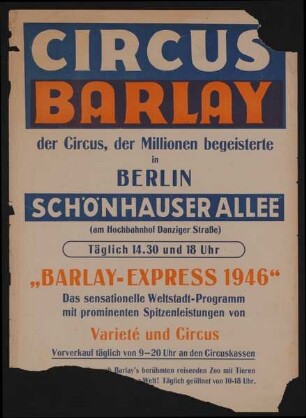 CIRCUS
BARLAY
der Circus, der Millionen begeisterte
in
BERLIN
SCHÖNHAUSER ALLEE
(am Hochbahnhof Danziger Straße)
Täglich 14.30 und 18 Uhr
„BARLAY-EXPRESS 1946“
Das sensationelle Weltstadt-Programm
mit prominenten Spitzenleistungen von
Varieté und Circus
Vorverkauf täglich von 9–20 Uhr an den Circuskassen
Barlay's berühmten reisenden Zoo mit Tieren
Welt! Täglich geöffnet von 10-18 Uhr.